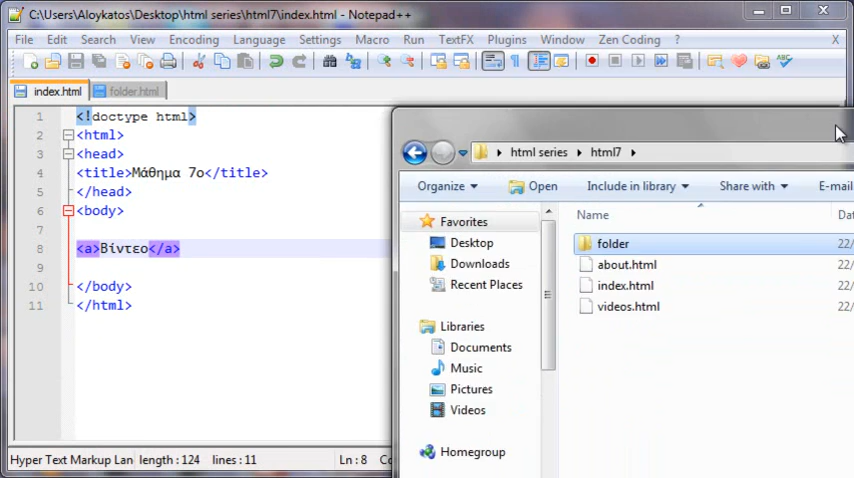 C:\Users\Aloykatos\Desktop\html series\html7\index.html - Notepad++
File Edit Search View Encoding Language Settings Macro Run TextFX Plugins Window Zen Coding ? X
index.html folder.html
1 <!doctype html>
2 <html>
3 <head>
4 <title>Μάθημα 7ο</title>
5 </head>
6 <body>
7
8 <a>Βίντεο</a>
9
10 </body>
11 </html>
Hyper Text Markup Lan length : 124 lines : 11 Ln : 8 Co
html series html7
Organize Open Include in library Share with E-mail
Favorites
Desktop
Downloads
Recent Places
Libraries
Documents
Music
Pictures
Videos
Homegroup
Name Dat
folder 22/
about.html 22/
index.html 22/
videos.html 22/